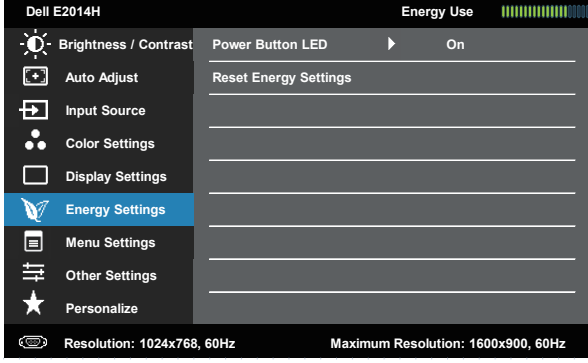 Dell E2014H Energy Use
Brightness / Contrast Power Button LED On
Auto Adjust Reset Energy Settings
Input Source
Color Settings
Display Settings
Energy Settings
Menu Settings
Other Settings
Personalize
Resolution: 1024x768, 60Hz Maximum Resolution: 1600x900, 60Hz